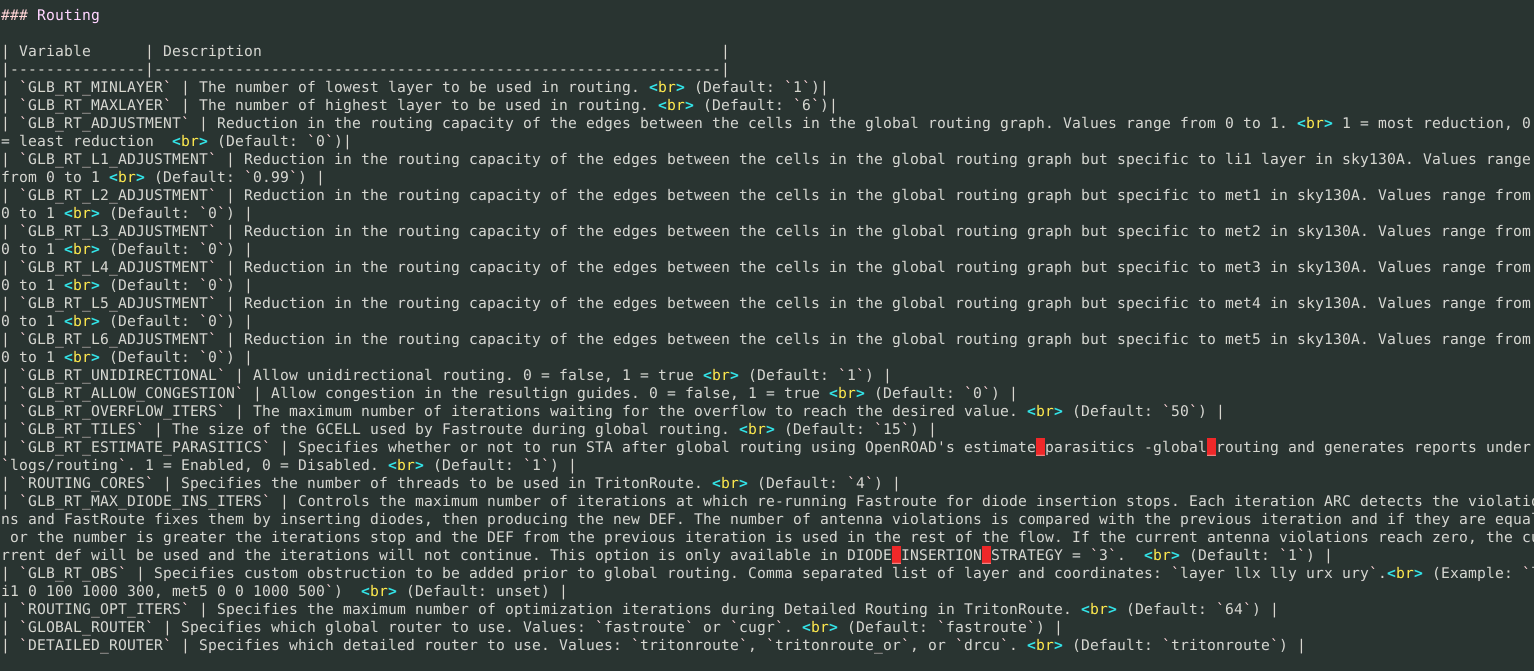 ### Routing
| Variable      | Description                                                   |
|---------------|---------------------------------------------------------------|
| `GLB_RT_MINLAYER` | The number of lowest layer to be used in routing. <br> (Default: `1`)|
| `GLB_RT_MAXLAYER` | The number of highest layer to be used in routing. <br> (Default: `6`)|
| `GLB_RT_ADJUSTMENT` | Reduction in the routing capacity of the edges between the cells in the global routing graph. Values range from 0 to 1. <br> 1 = most reduction, 0
= least reduction  <br> (Default: `0`)|
| `GLB_RT_L1_ADJUSTMENT` | Reduction in the routing capacity of the edges between the cells in the global routing graph but specific to li1 layer in sky130A. Values range
from 0 to 1 <br> (Default: `0.99`) |
| `GLB_RT_L2_ADJUSTMENT` | Reduction in the routing capacity of the edges between the cells in the global routing graph but specific to met1 in sky130A. Values range from
0 to 1 <br> (Default: `0`) |
| `GLB_RT_L3_ADJUSTMENT` | Reduction in the routing capacity of the edges between the cells in the global routing graph but specific to met2 in sky130A. Values range from
0 to 1 <br> (Default: `0`) |
| `GLB_RT_L4_ADJUSTMENT` | Reduction in the routing capacity of the edges between the cells in the global routing graph but specific to met3 in sky130A. Values range from
0 to 1 <br> (Default: `0`) |
| `GLB_RT_L5_ADJUSTMENT` | Reduction in the routing capacity of the edges between the cells in the global routing graph but specific to met4 in sky130A. Values range from
0 to 1 <br> (Default: `0`) |
| `GLB_RT_L6_ADJUSTMENT` | Reduction in the routing capacity of the edges between the cells in the global routing graph but specific to met5 in sky130A. Values range from
0 to 1 <br> (Default: `0`) |
| `GLB_RT_UNIDIRECTIONAL` | Allow unidirectional routing. 0 = false, 1 = true <br> (Default: `1`) |
| `GLB_RT_ALLOW_CONGESTION` | Allow congestion in the resultign guides. 0 = false, 1 = true <br> (Default: `0`) |
| `GLB_RT_OVERFLOW_ITERS` | The maximum number of iterations waiting for the overflow to reach the desired value. <br> (Default: `50`) |
| `GLB_RT_TILES` | The size of the GCELL used by Fastroute during global routing. <br> (Default: `15`) |
| `GLB_RT_ESTIMATE_PARASITICS` | Specifies whether or not to run STA after global routing using OpenROAD's estimate_parasitics -global_routing and generates reports under
`logs/routing`. 1 = Enabled, 0 = Disabled. <br> (Default: `1`) |
| `ROUTING_CORES` | Specifies the number of threads to be used in TritonRoute. <br> (Default: `4`) |
| `GLB_RT_MAX_DIODE_INS_ITERS` | Controls the maximum number of iterations at which re-running Fastroute for diode insertion stops. Each iteration ARC detects the violatio
ns and FastRoute fixes them by inserting diodes, then producing the new DEF. The number of antenna violations is compared with the previous iteration and if they are equa
 or the number is greater the iterations stop and the DEF from the previous iteration is used in the rest of the flow. If the current antenna violations reach zero, the cu
rrent def will be used and the iterations will not continue. This option is only available in DIODE_INSERTION_STRATEGY = `3`.  <br> (Default: `1`) |
| `GLB_RT_OBS` | Specifies custom obstruction to be added prior to global routing. Comma separated list of layer and coordinates: `layer llx lly urx ury`.<br> (Example: `l
i1 0 100 1000 300, met5 0 0 1000 500`)  <br> (Default: unset) |
| `ROUTING_OPT_ITERS` | Specifies the maximum number of optimization iterations during Detailed Routing in TritonRoute. <br> (Default: `64`) |
| `GLOBAL_ROUTER` | Specifies which global router to use. Values: `fastroute` or `cugr`. <br> (Default: `fastroute`) |
| `DETAILED_ROUTER` | Specifies which detailed router to use. Values: `tritonroute`, `tritonroute_or`, or `drcu`. <br> (Default: `tritonroute`) |